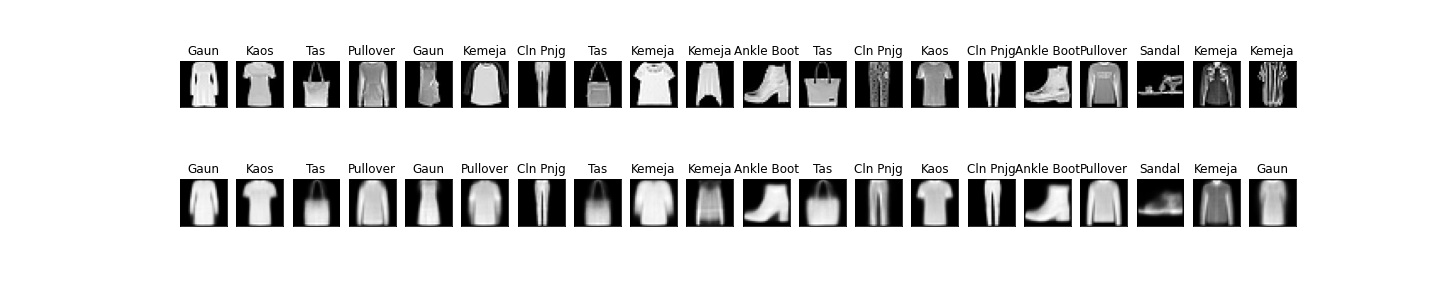 Gaun Kaos Tas Pullover Gaun Kemeja Cln Pnjg Tas Kemeja Kemeja Ankle Boot Tas Cln Pnjg Kaos Cln Pnjg Ankle Boot Pullover Sandal Kemeja Kemeja
Gaun Kaos Tas Pullover Gaun Pullover Cln Pnjg Tas Kemeja Kemeja Ankle Boot Tas Cln Pnjg Kaos Cln Pnjg Ankle Boot Pullover Sandal Kemeja Gaun